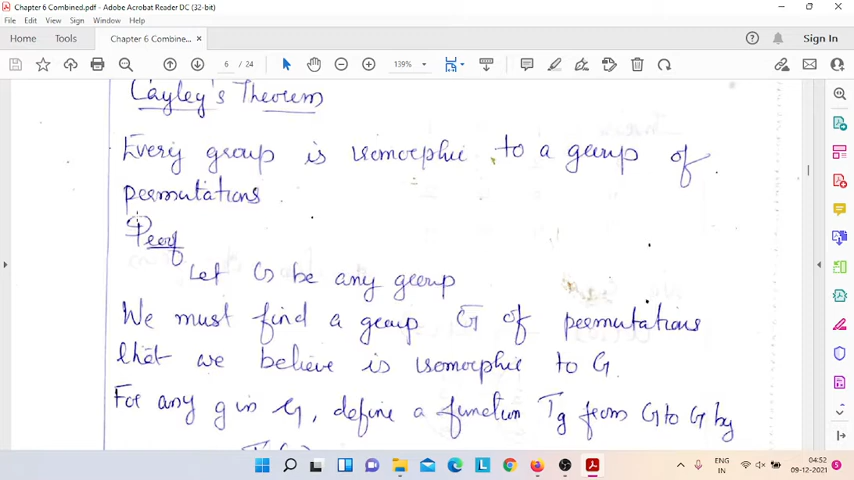 Chapter 6 Combined.pdf - Adobe Acrobat Reader DC (32-bit)
File Edit View Sign Window Help
Home Tools Chapter 6 Combine... × Sign In
6 / 24 139%
Cayley's Theorem
Every group is isomorphic to a group of
permutations
Proof
Let G be any group
We must find a group G̅ of permutations
that we believe is isomorphic to G.
For any g in G, define a function Tg from G to G by
ENG
IN
04:52
09-12-2021
5